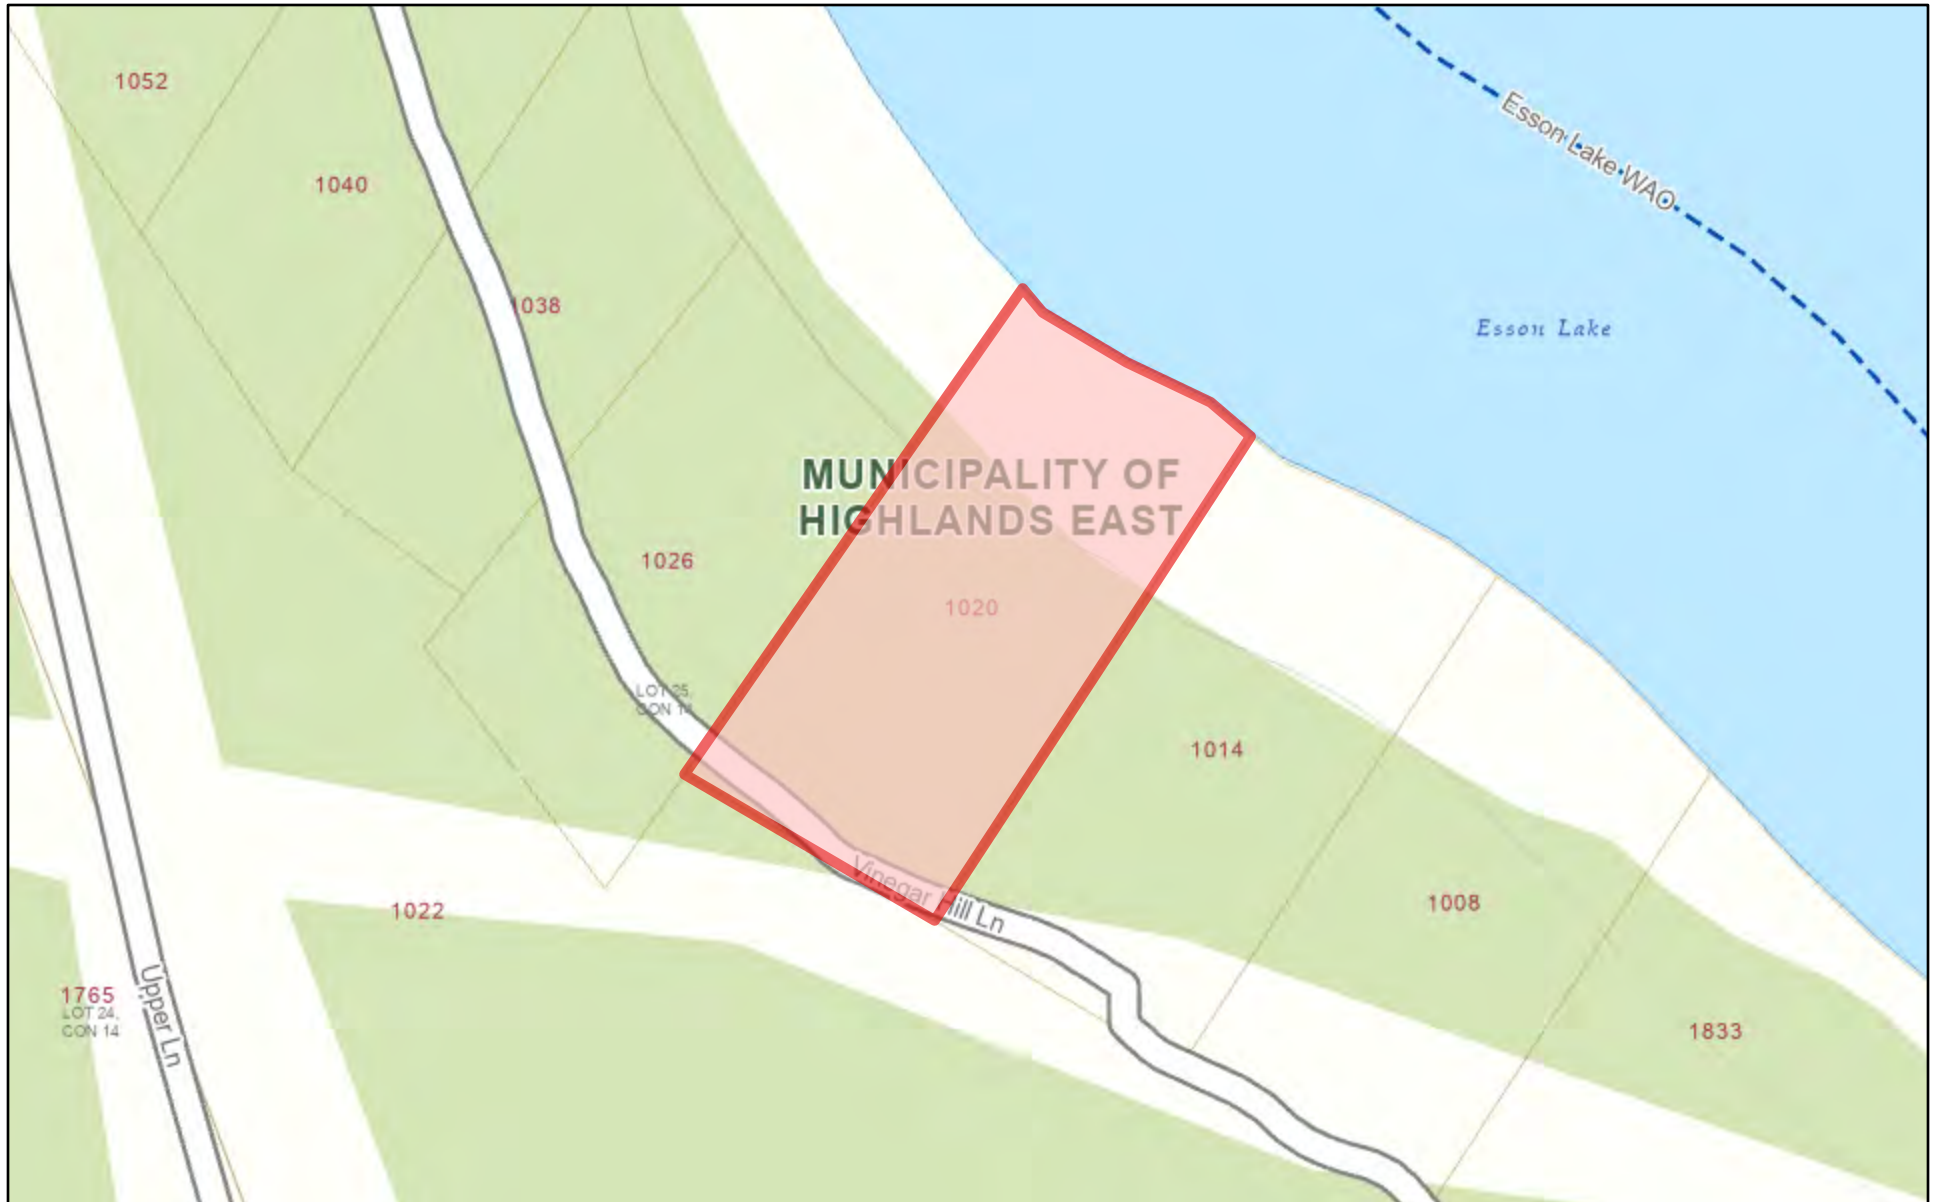 1052
Esson Lake WAO
1040
1038
Esson Lake
MUNICIPALITY OF
HIGHLANDS EAST
1026
1020
LOT 25,
CON 14
1014
Vinegar Hill Ln
1022
1008
Upper Ln
1765
LOT 24,
CON 14
1833